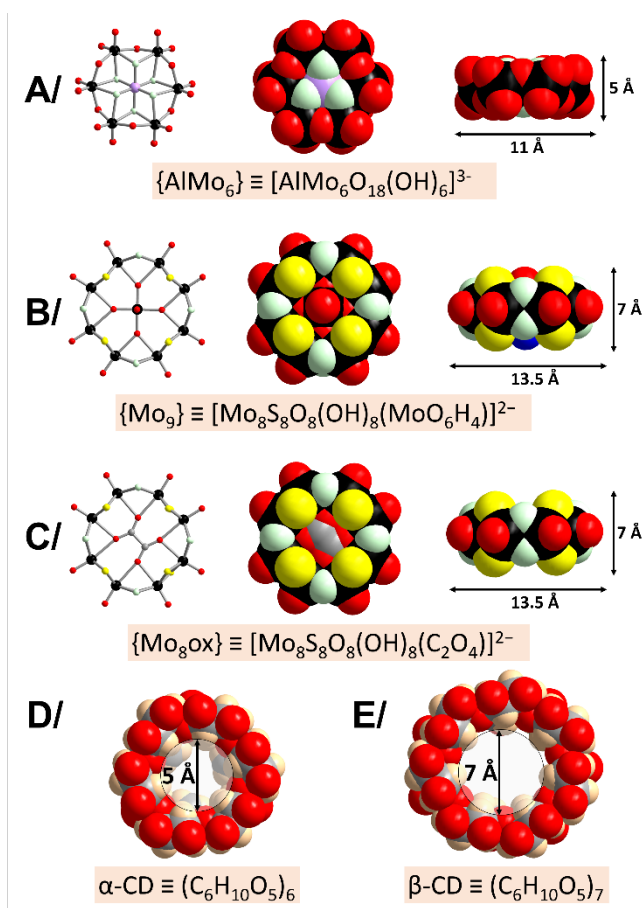 A/
5 Å
11 Å
{AlMo₆} ≡ [AlMo₆O₁₈(OH)₆]³⁻
B/
7 Å
13.5 Å
{Mo₉} ≡ [Mo₈S₈O₈(OH)₈(MoO₆H₄)]²⁻
C/
7 Å
13.5 Å
{Mo₈ox} ≡ [Mo₈S₈O₈(OH)₈(C₂O₄)]²⁻
D/
5 Å
α-CD ≡ (C₆H₁₀O₅)₆
E/
7 Å
β-CD ≡ (C₆H₁₀O₅)₇